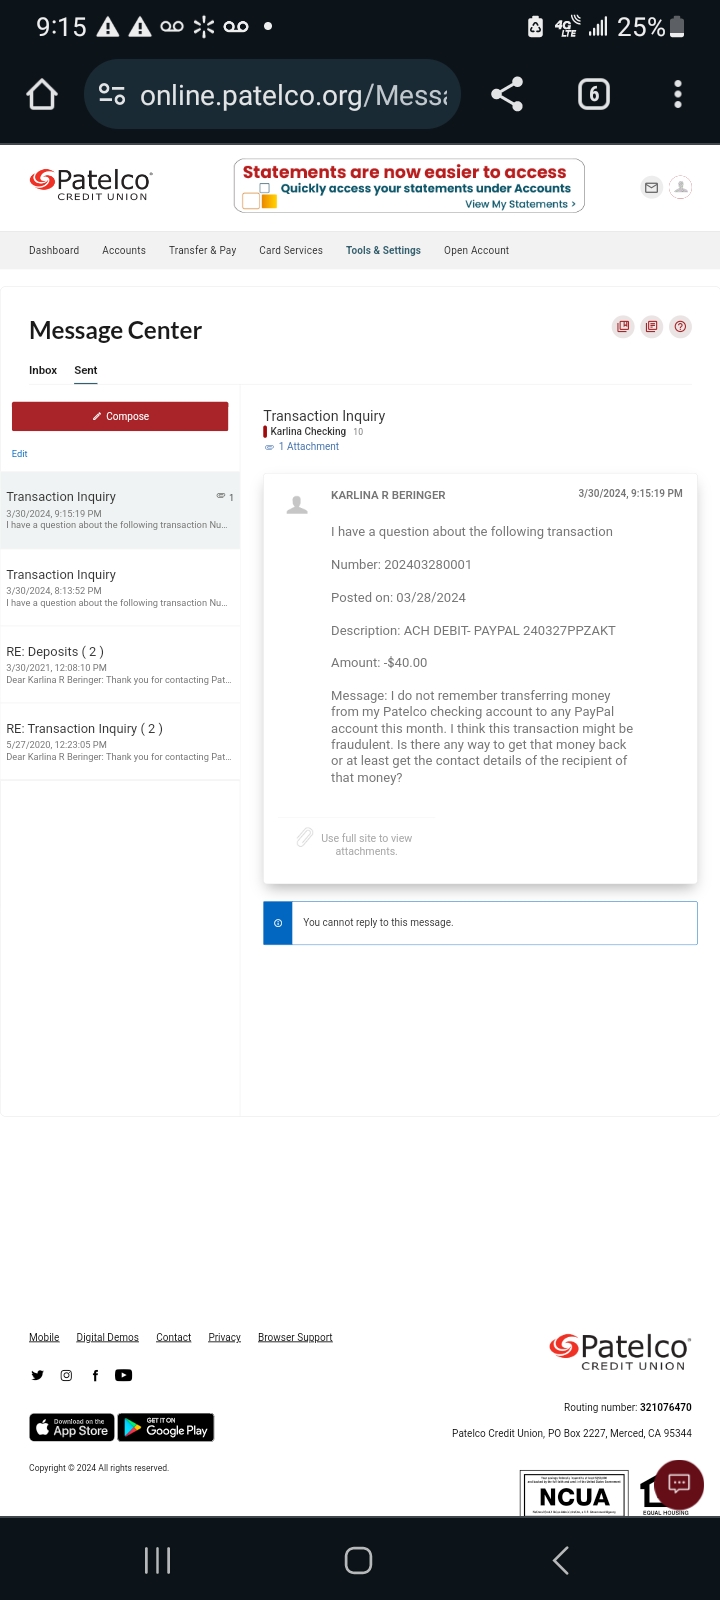 9:15
4G LTE
25%
online.patelco.org/Messa
6
Patelco
CREDIT UNION
Statements are now easier to access
Quickly access your statements under Accounts
View My Statements >
Dashboard Accounts Transfer & Pay Card Services Tools & Settings Open Account
Message Center
Inbox Sent
Compose
Edit
Transaction Inquiry 1
3/30/2024, 9:15:19 PM
I have a question about the following transaction Nu...
Transaction Inquiry
3/30/2024, 8:13:52 PM
I have a question about the following transaction Nu...
RE: Deposits ( 2 )
3/30/2021, 12:08:10 PM
Dear Karlina R Beringer: Thank you for contacting Pat...
RE: Transaction Inquiry ( 2 )
5/27/2020, 12:23:05 PM
Dear Karlina R Beringer: Thank you for contacting Pat...
Transaction Inquiry
Karlina Checking 10
1 Attachment
KARLINA R BERINGER 3/30/2024, 9:15:19 PM
I have a question about the following transaction
Number: 202403280001
Posted on: 03/28/2024
Description: ACH DEBIT- PAYPAL 240327PPZAKT
Amount: -$40.00
Message: I do not remember transferring money
from my Patelco checking account to any PayPal
account this month. I think this transaction might be
fraudulent. Is there any way to get that money back
or at least get the contact details of the recipient of
that money?
Use full site to view
attachments.
You cannot reply to this message.
Mobile Digital Demos Contact Privacy Browser Support
Patelco
CREDIT UNION
Download on the
App Store
GET IT ON
Google Play
Routing number: 321076470
Patelco Credit Union, PO Box 2227, Merced, CA 95344
Copyright © 2024 All rights reserved.
NCUA
EQUAL HOUSING